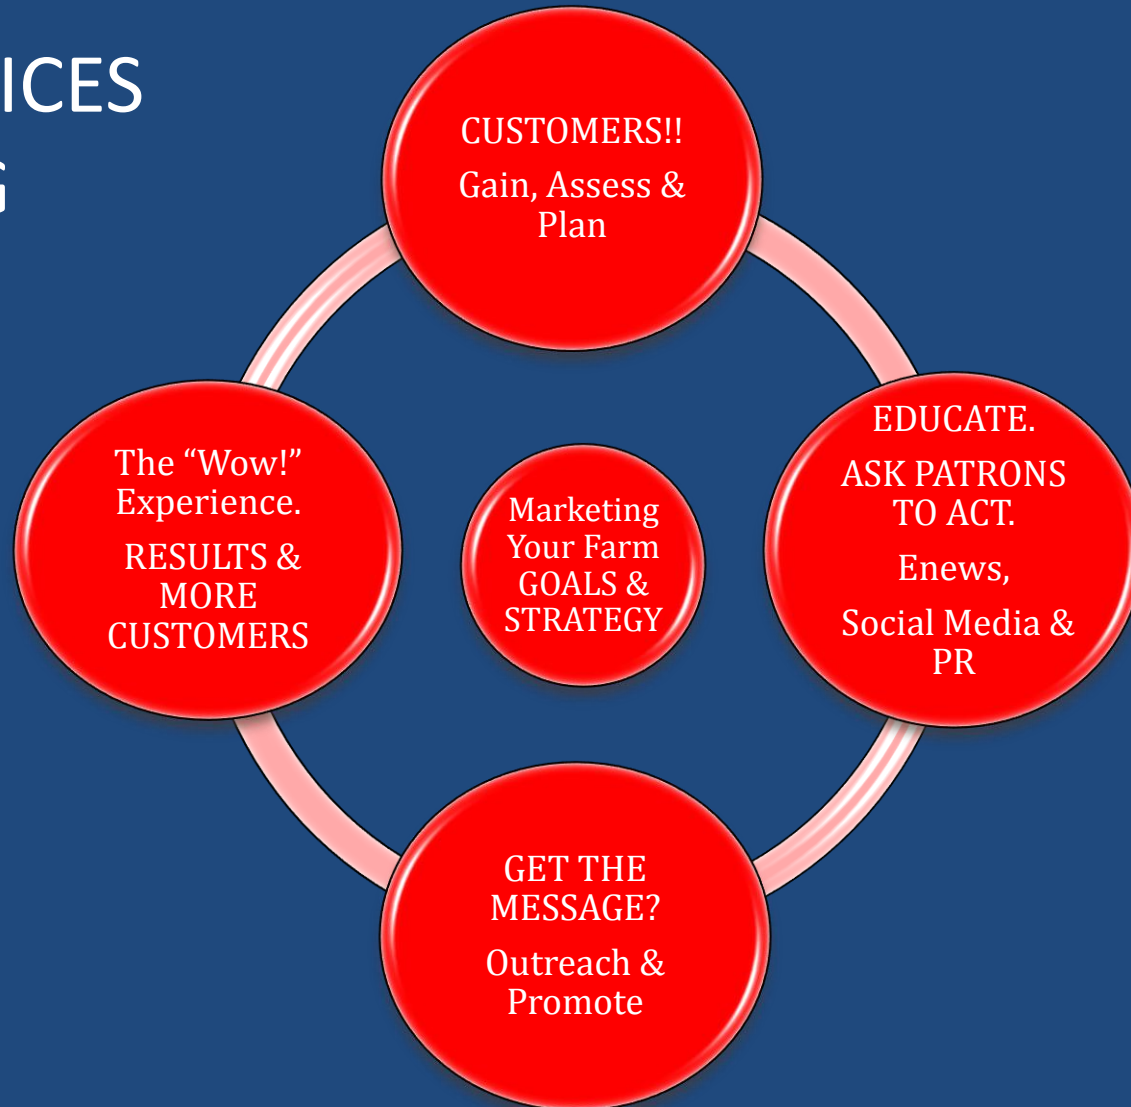 ICES
G
CUSTOMERS!!
Gain, Assess &
Plan
EDUCATE.
ASK PATRONS
TO ACT.
Enews,
Social Media &
PR
GET THE
MESSAGE?
Outreach &
Promote
The “Wow!”
Experience.
RESULTS &
MORE
CUSTOMERS
Marketing
Your Farm
GOALS &
STRATEGY